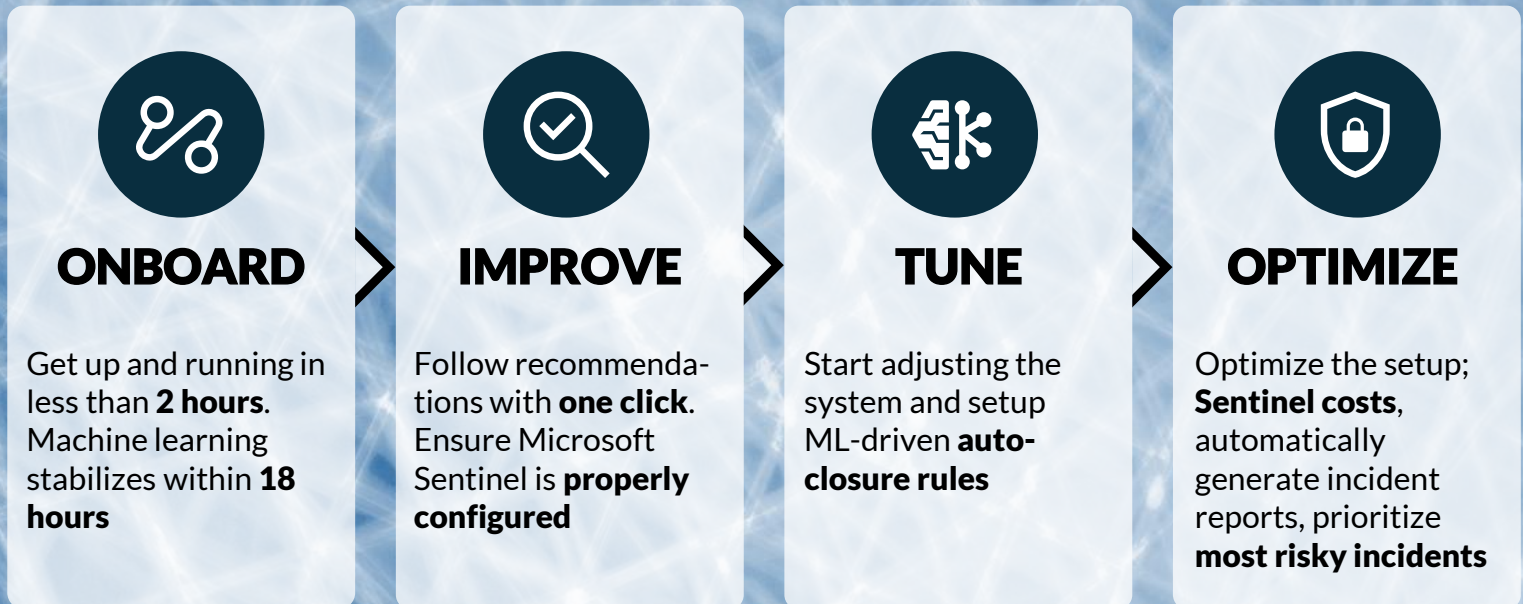 ONBOARD
Get up and running in
less than 2 hours.
Machine learning
stabilizes within 18
hours
IMPROVE
Follow recommenda-
tions with one click.
Ensure Microsoft
Sentinel is properly
configured
TUNE
Start adjusting the
system and setup
ML-driven auto-
closure rules
OPTIMIZE
Optimize the setup;
Sentinel costs,
automatically
generate incident
reports, prioritize
most risky incidents